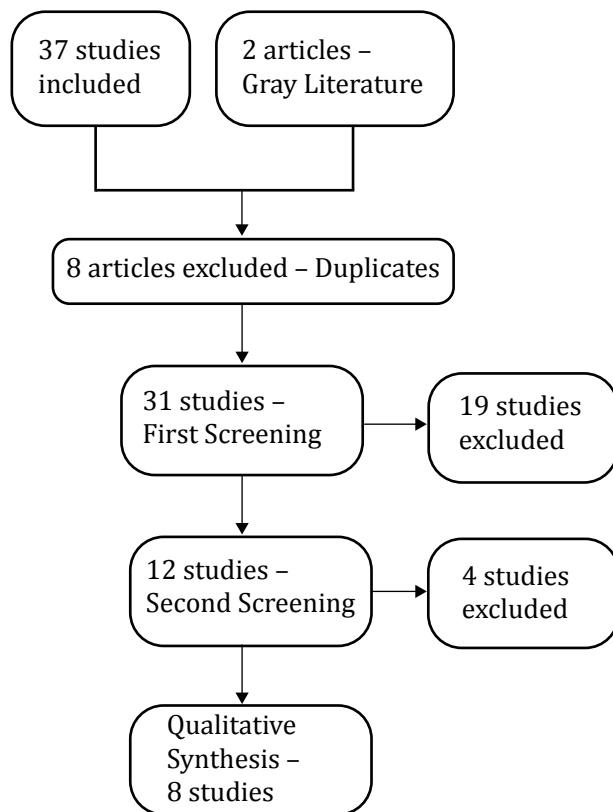 37 studies
included
2 articles –
Gray Literature
8 articles excluded – Duplicates
31 studies –
First Screening
19 studies
excluded
12 studies –
Second Screening
4 studies
excluded
Qualitative
Synthesis –
8 studies